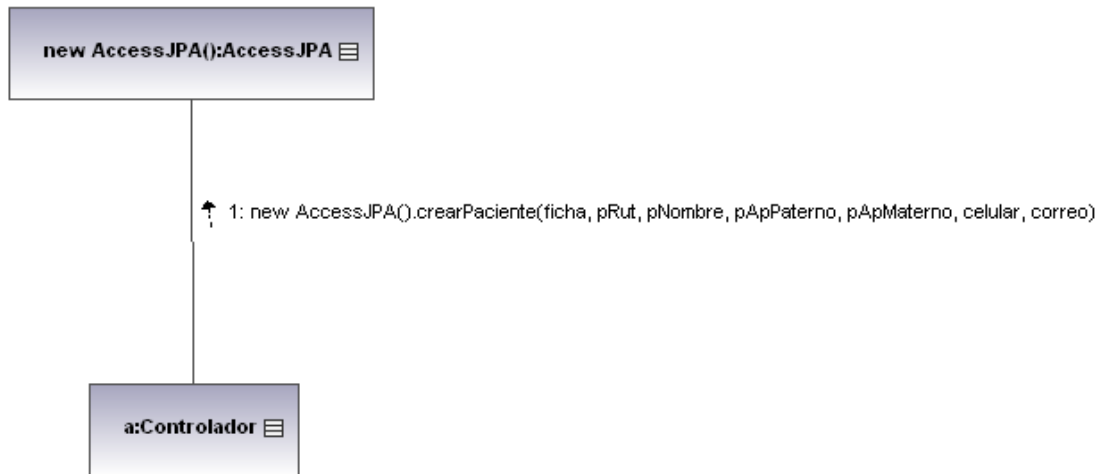 new AccessJPA():AccessJPA
1: new AccessJPA().crearPaciente(ficha, pRut, pNombre, pApPaterno, pApMaterno, celular, correo)
a:Controlador